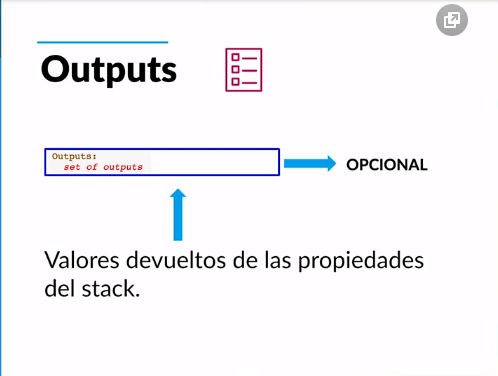 Outputs
Outputs:
set of outputs
OPCIONAL
Valores devueltos de las propiedades
del stack.